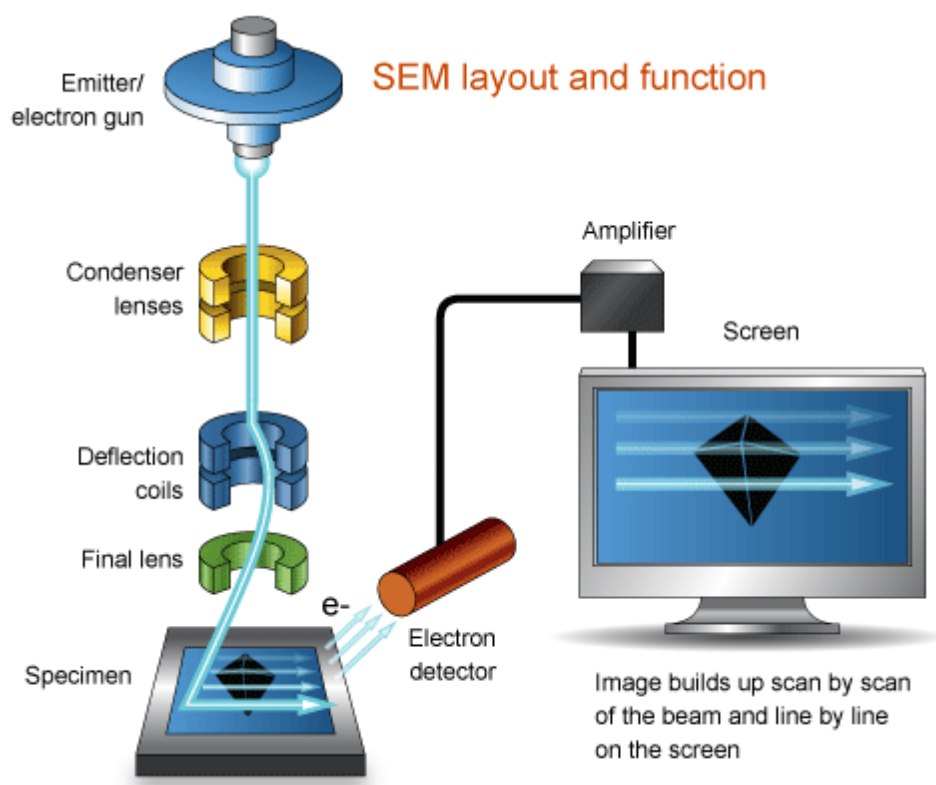 SEM layout and function
Emitter/
electron gun
Condenser
lenses
Deflection
coils
Final lens
Specimen
e-
Electron
detector
Amplifier
Screen
Image builds up scan by scan
of the beam and line by line
on the screen